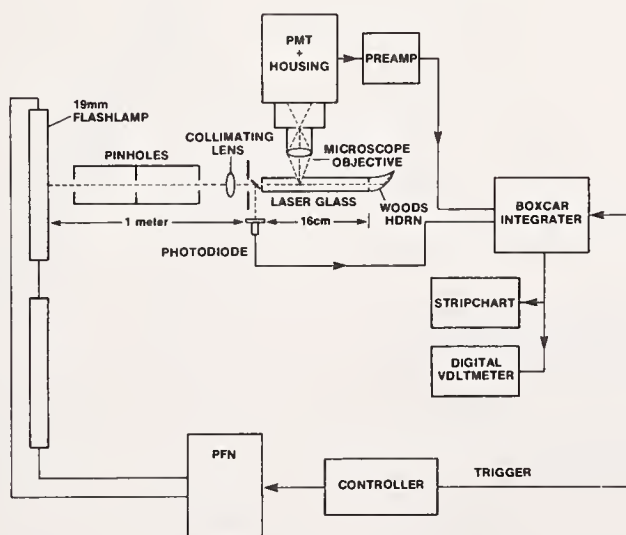 PMT
+
HOUSING
PREAMP
19mm
FLASHLAMP
COLLIMATING
LENS
PINHOLES
MICROSCOPE
OBJECTIVE
LASER GLASS
WOODS
HDRN
1 meter
16cm
PHOTODIODE
BOXCAR
INTEGRATER
STRIPCHART
DIGITAL
VDLTMETER
PFN
CONTROLLER
TRIGGER